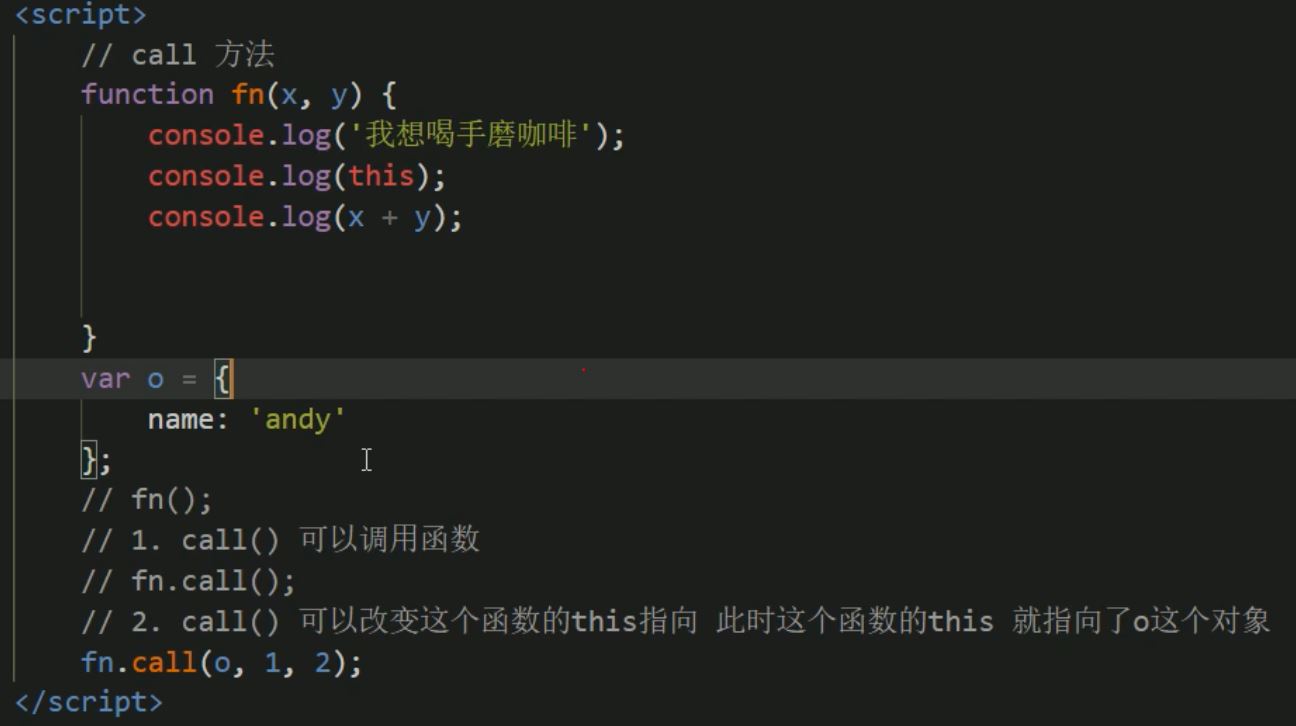 <script>
// call 方法
function fn(x, y) {
console.log('我想喝手磨咖啡');
console.log(this);
console.log(x + y);
}
var o = {
name: 'andy'
};
// fn();
// 1. call() 可以调用函数
// fn.call();
// 2. call() 可以改变这个函数的this指向 此时这个函数的this 就指向了o这个对象
fn.call(o, 1, 2);
</script>